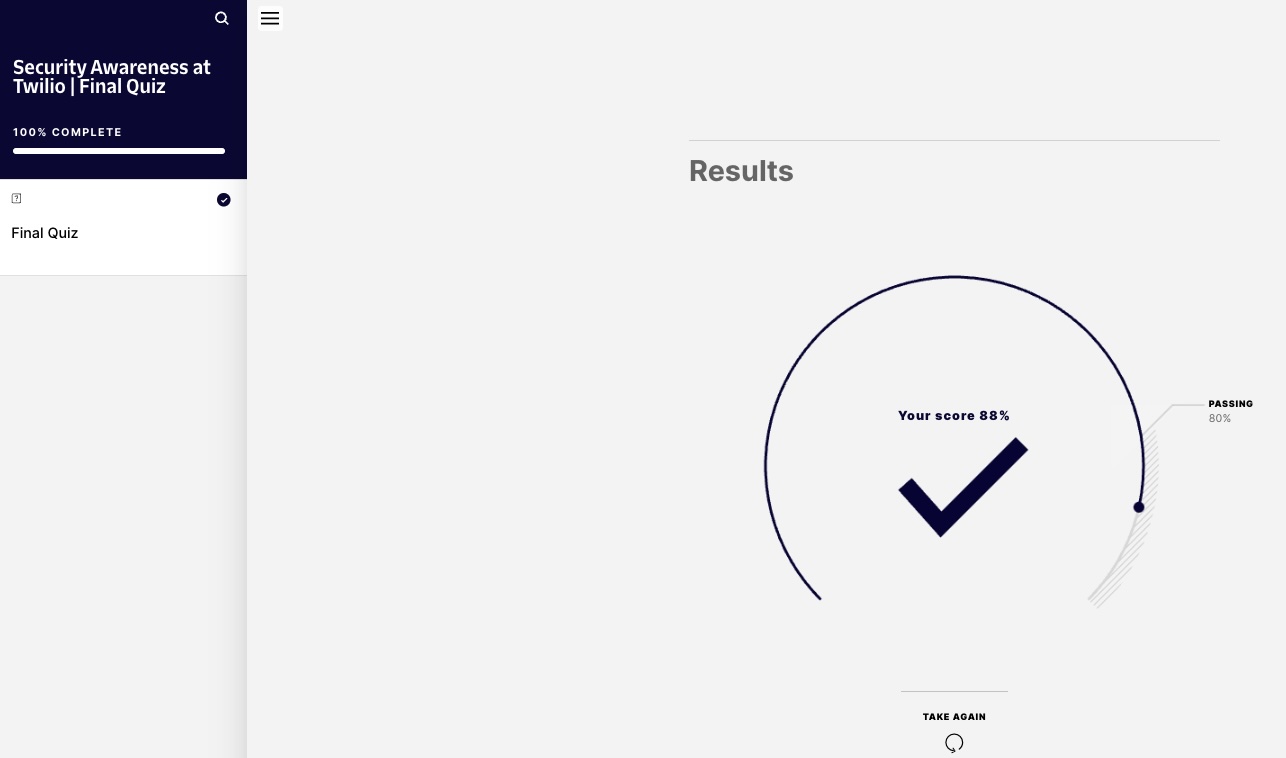 Security Awareness at
Twilio | Final Quiz
100% COMPLETE
Final Quiz
Results
Your score 88%
PASSING
80%
TAKE AGAIN